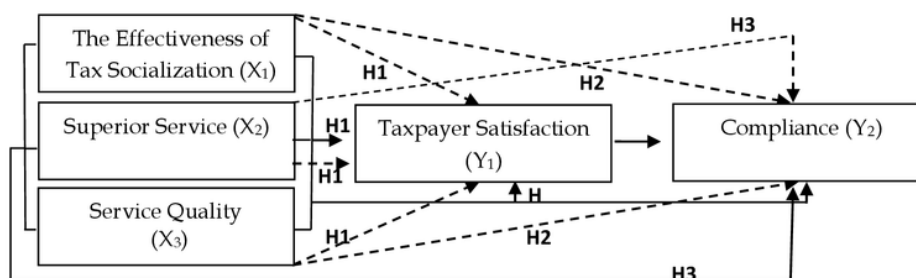 The Effectiveness of
Tax Socialization (X₁)
H3
H1
H2
Superior Service (X₂)
H1
H1
Taxpayer Satisfaction
(Y₁)
Compliance (Y₂)
Service Quality
(X₃)
H1
H
H2
H3